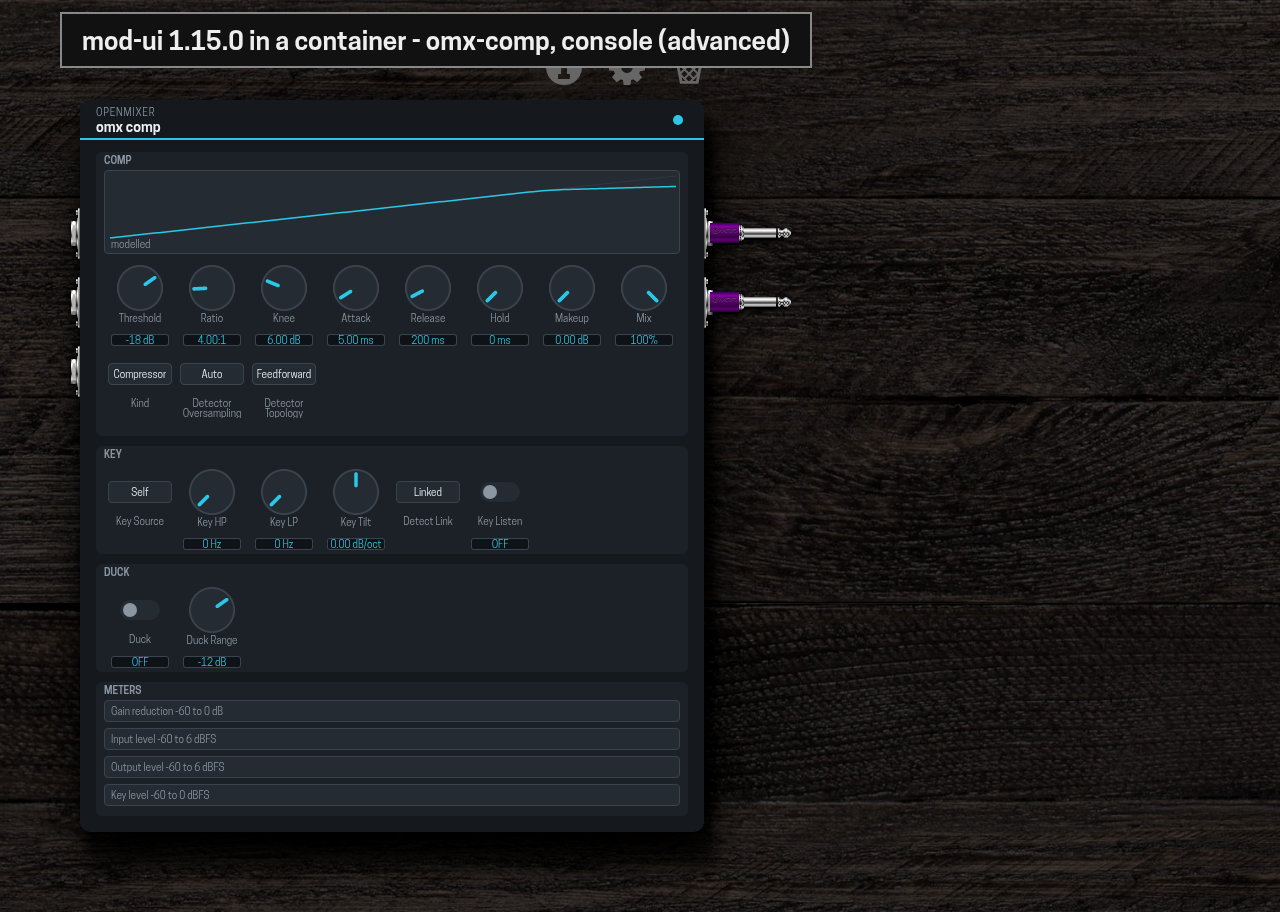 mod-ui 1.15.0 in a container - omx-comp, console (advanced)
OPENMIXER
omx comp
COMP
modelled
Threshold Ratio Knee Attack Release Hold Makeup Mix
-18 dB 4.00:1 6.00 dB 5.00 ms 200 ms 0 ms 0.00 dB 100%
Compressor Auto Feedforward
Kind Detector Oversampling Detector Topology
KEY
Self Linked
Key Source Key HP Key LP Key Tilt Detect Link Key Listen
0 Hz 0 Hz 0.00 dB/oct OFF
DUCK
Duck Duck Range
OFF -12 dB
METERS
Gain reduction -60 to 0 dB
Input level -60 to 6 dBFS
Output level -60 to 6 dBFS
Key level -60 to 0 dBFS